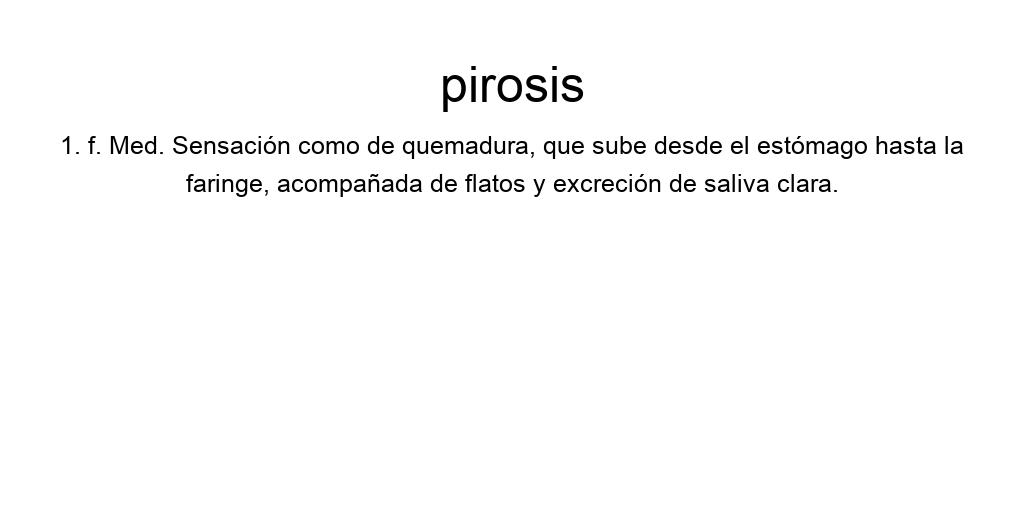 pirosis
1. f. Med. Sensación como de quemadura, que sube desde el estómago hasta la
faringe, acompañada de flatos y excreción de saliva clara.